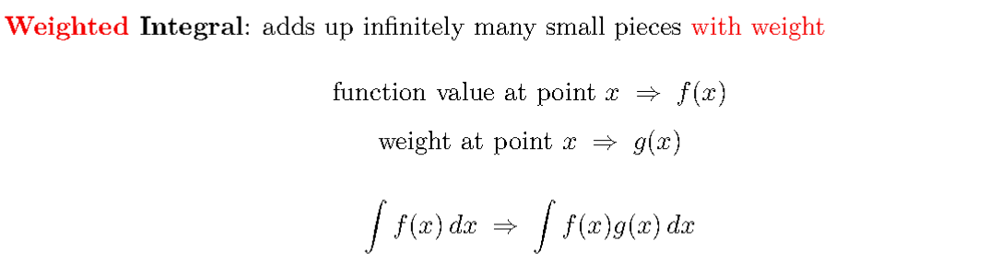 Weighted Integral: adds up infinitely many small pieces with weight
function value at point x ⇒ f(x)
weight at point x ⇒ g(x)
∫ f(x) dx ⇒ ∫ f(x)g(x) dx